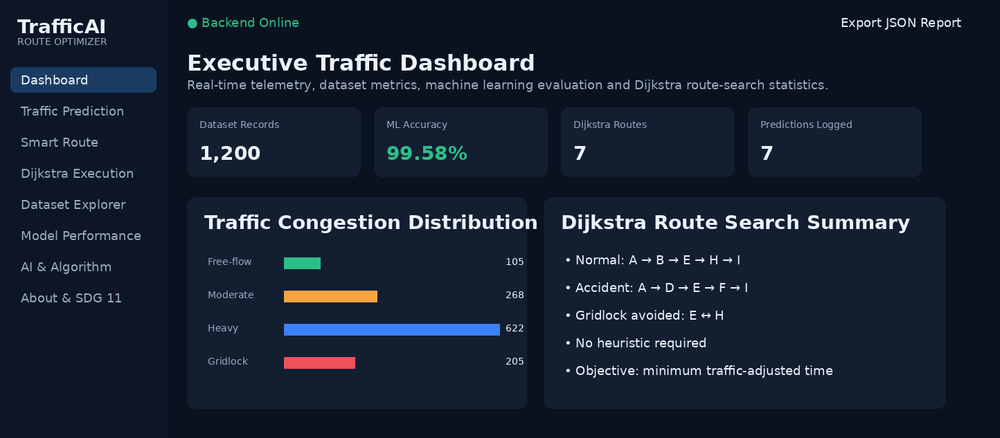 TrafficAI
ROUTE OPTIMIZER
Dashboard
Traffic Prediction
Smart Route
Dijkstra Execution
Dataset Explorer
Model Performance
AI & Algorithm
About & SDG 11
● Backend Online
Export JSON Report
Executive Traffic Dashboard
Real-time telemetry, dataset metrics, machine learning evaluation and Dijkstra route-search statistics.
Dataset Records
1,200
ML Accuracy
99.58%
Dijkstra Routes
7
Predictions Logged
7
Traffic Congestion Distribution
Free-flow 105
Moderate 268
Heavy 622
Gridlock 205
Dijkstra Route Search Summary
• Normal: A → B → E → H → I
• Accident: A → D → E → F → I
• Gridlock avoided: E ↔ H
• No heuristic required
• Objective: minimum traffic-adjusted time